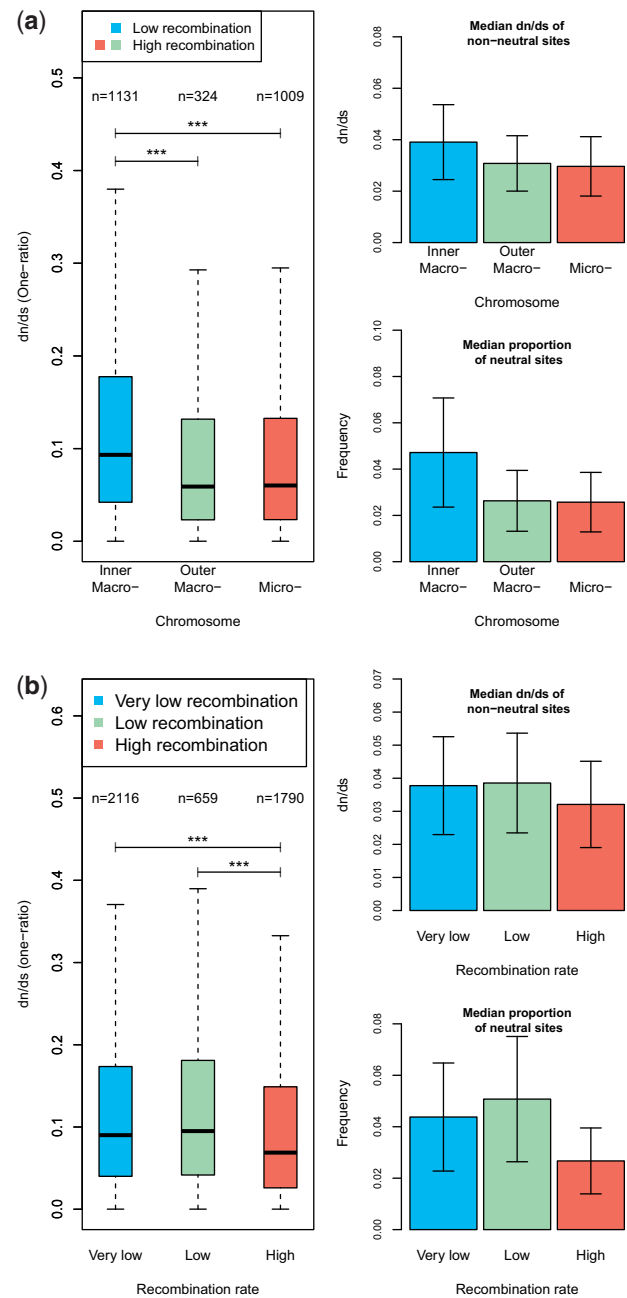 (a)
Low recombination
High recombination
n=1131 n=324 n=1009
***
***
0.5
0.4
0.3
0.2
0.1
0.0
dn/ds (One−ratio)
Inner Macro−
Outer Macro−
Micro−
Chromosome
Median dn/ds of
non−neutral sites
0.08
0.06
0.04
0.02
0.00
dn/ds
Inner Macro−
Outer Macro−
Micro−
Chromosome
Median proportion
of neutral sites
0.10
0.08
0.06
0.04
0.02
0.00
Frequency
Inner Macro−
Outer Macro−
Micro−
Chromosome
(b)
Very low recombination
Low recombination
High recombination
n=2116 n=659 n=1790
***
***
0.6
0.5
0.4
0.3
0.2
0.1
0.0
dn/ds (one−ratio)
Very low Low High
Recombination rate
Median dn/ds of
non−neutral sites
0.07
0.06
0.05
0.04
0.03
0.02
0.01
0.00
dn/ds
Very low Low High
Recombination rate
Median proportion
of neutral sites
0.08
0.06
0.04
0.02
0.00
Frequency
Very low Low High
Recombination rate